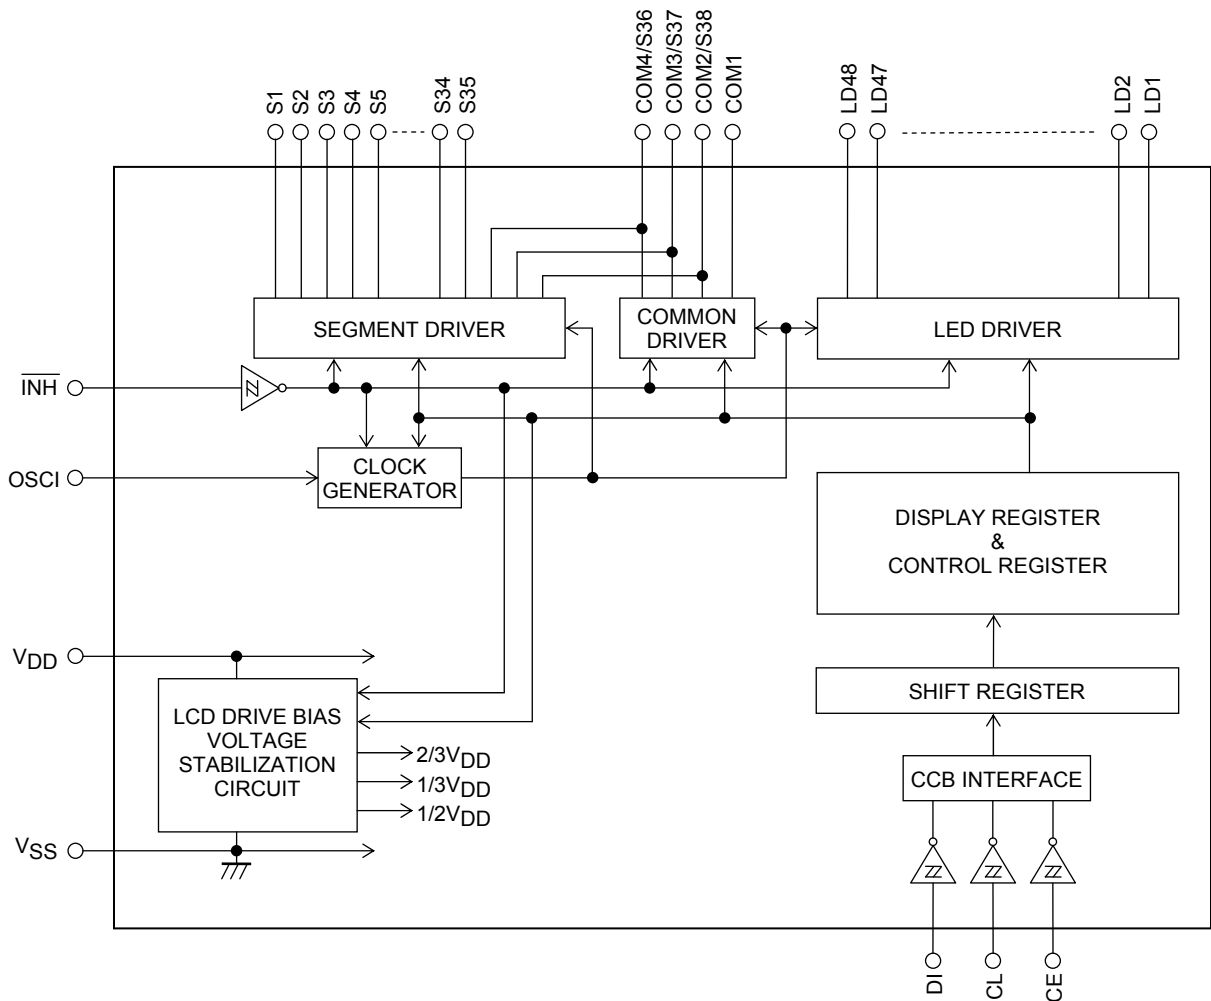 S1
S2
S3
S4
S5
S34
S35
COM4/S36
COM3/S37
COM2/S38
COM1
LD48
LD47
LD2
LD1
SEGMENT DRIVER
COMMON
DRIVER
LED DRIVER
INH
OSCI
CLOCK
GENERATOR
DISPLAY REGISTER
&
CONTROL REGISTER
VDD
SHIFT REGISTER
LCD DRIVE BIAS
VOLTAGE
STABILIZATION
CIRCUIT
2/3VDD
1/3VDD
1/2VDD
CCB INTERFACE
VSS
DI
CL
CE